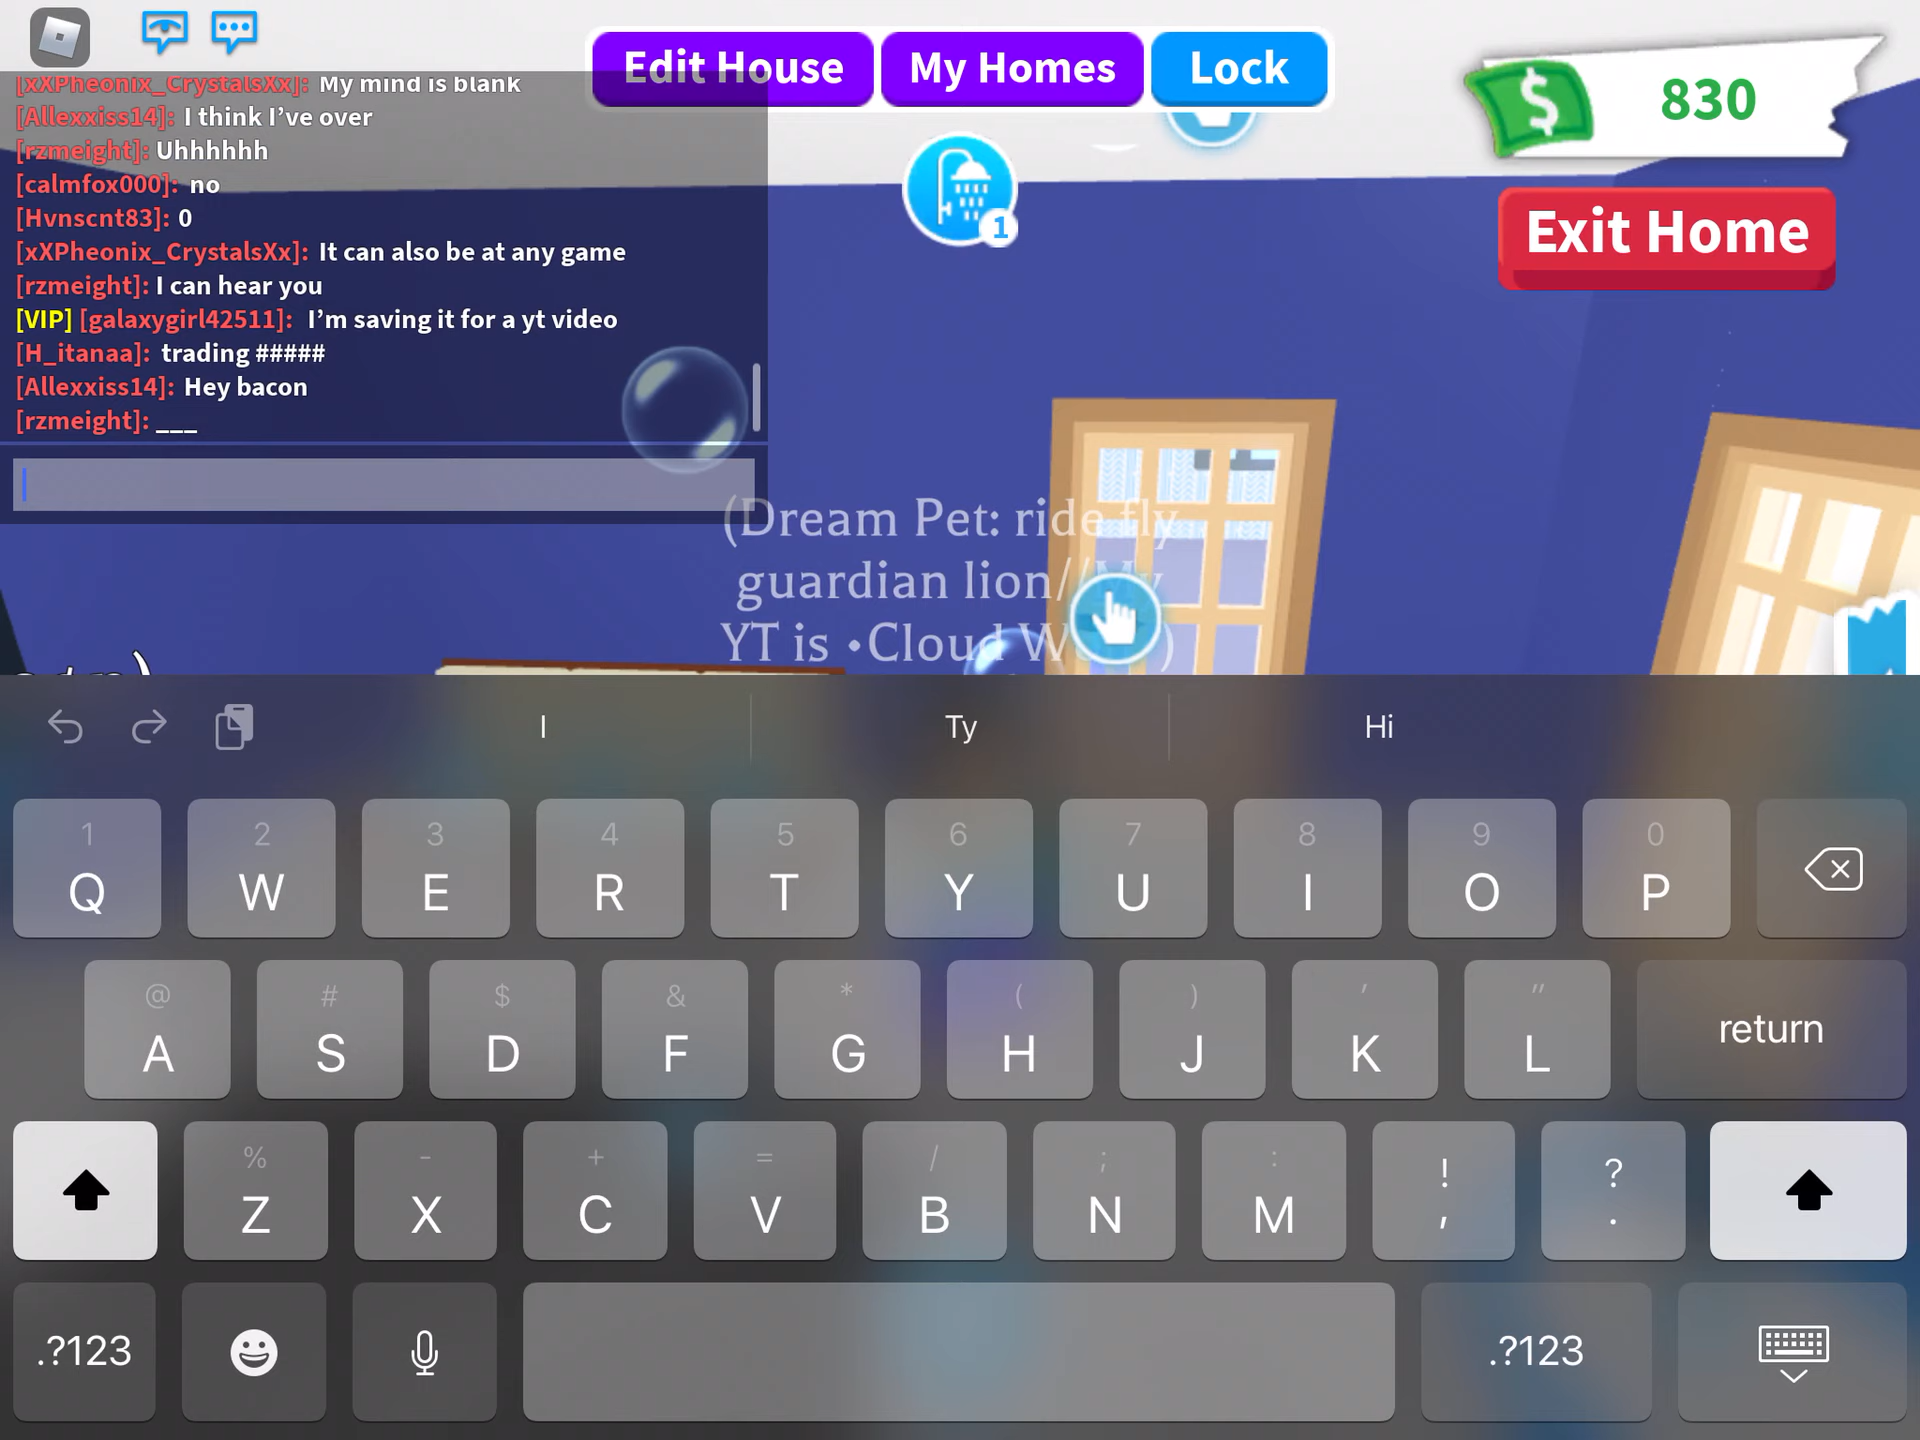 Edit House
My Homes
Lock
830
Exit Home
1
[xXPheonix_CrystalsXx]: My mind is blank
[Allexxiss14]: I think I’ve over
[rzmeight]: Uhhhhhh
[calmfox000]: no
[Hvnscnt83]: 0
[xXPheonix_CrystalsXx]: It can also be at any game
[rzmeight]: I can hear you
[VIP] [galaxygirl42511]: I’m saving it for a yt video
[H_itanaa]: trading #####
[Allexxiss14]: Hey bacon
[rzmeight]: ___
(Dream Pet: ride fly
guardian lion//My
YT is •Cloud )
I Ty Hi
1 2 3 4 5 6 7 8 9 0
Q W E R T Y U I O P
@ # $ & * ( ) ' "
A S D F G H J K L return
% - + = / ; : ! ?
Z X C V B N M , .
.?123 .?123